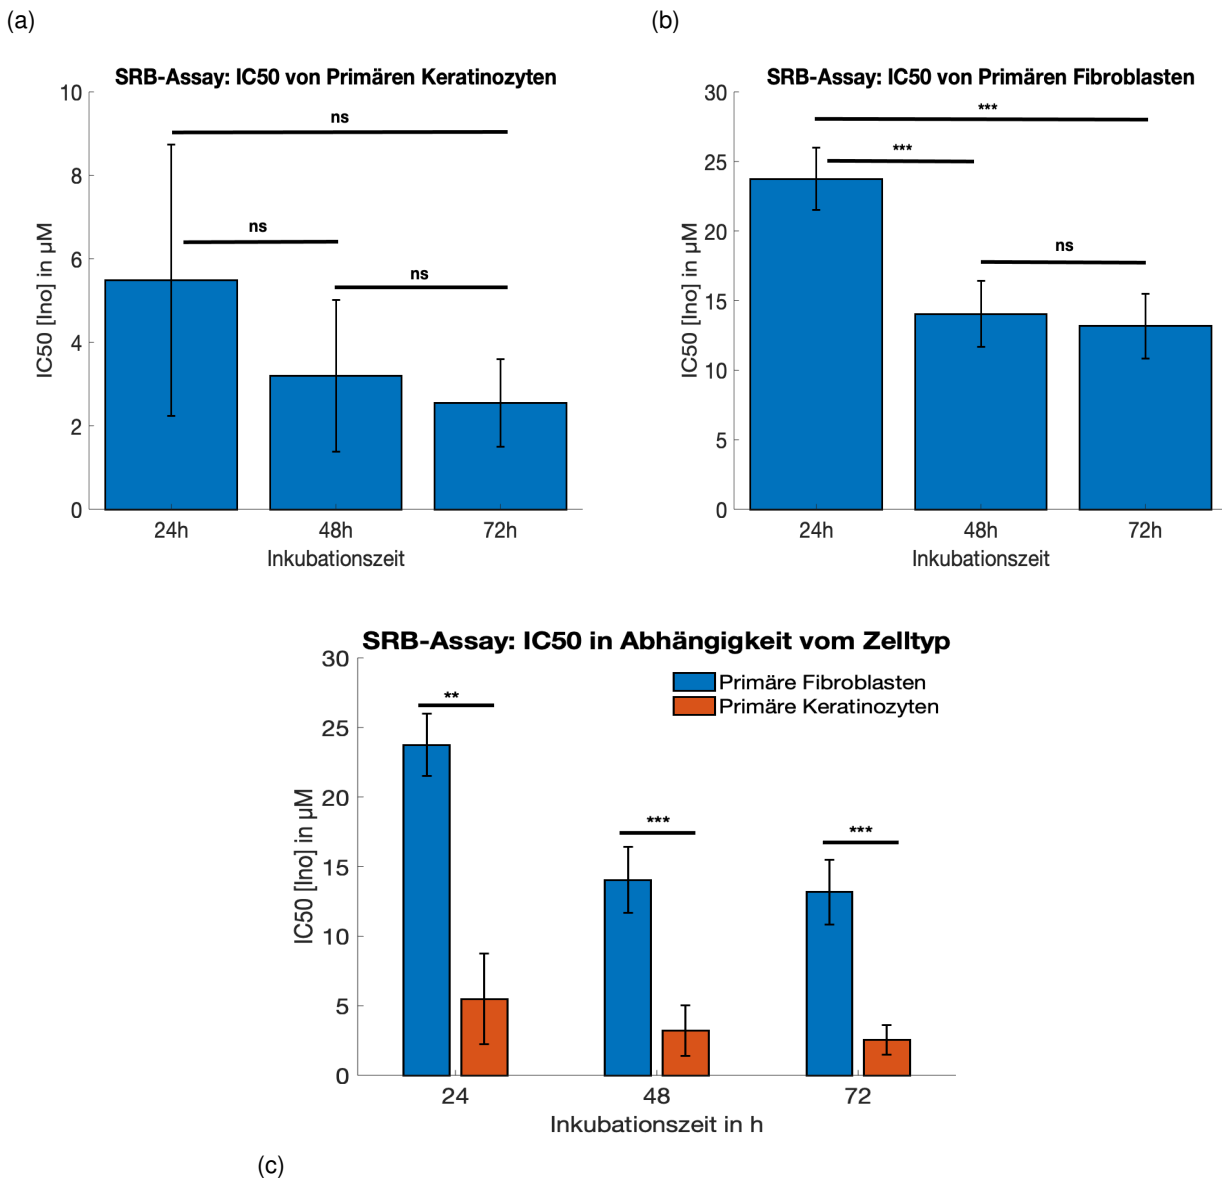 (a)
(b)
SRB-Assay: IC50 von Primären Keratinozyten
10
8
6
4
2
0
IC50 [Ino] in µM
ns
ns
ns
24h
48h
72h
Inkubationszeit
SRB-Assay: IC50 von Primären Fibroblasten
30
25
20
15
10
5
0
IC50 [Ino] in µM
***
***
ns
24h
48h
72h
Inkubationszeit
SRB-Assay: IC50 in Abhängigkeit vom Zelltyp
30
25
20
15
10
5
0
IC50 [Ino] in µM
Primäre Fibroblasten
Primäre Keratinozyten
**
***
***
24
48
72
Inkubationszeit in h
(c)